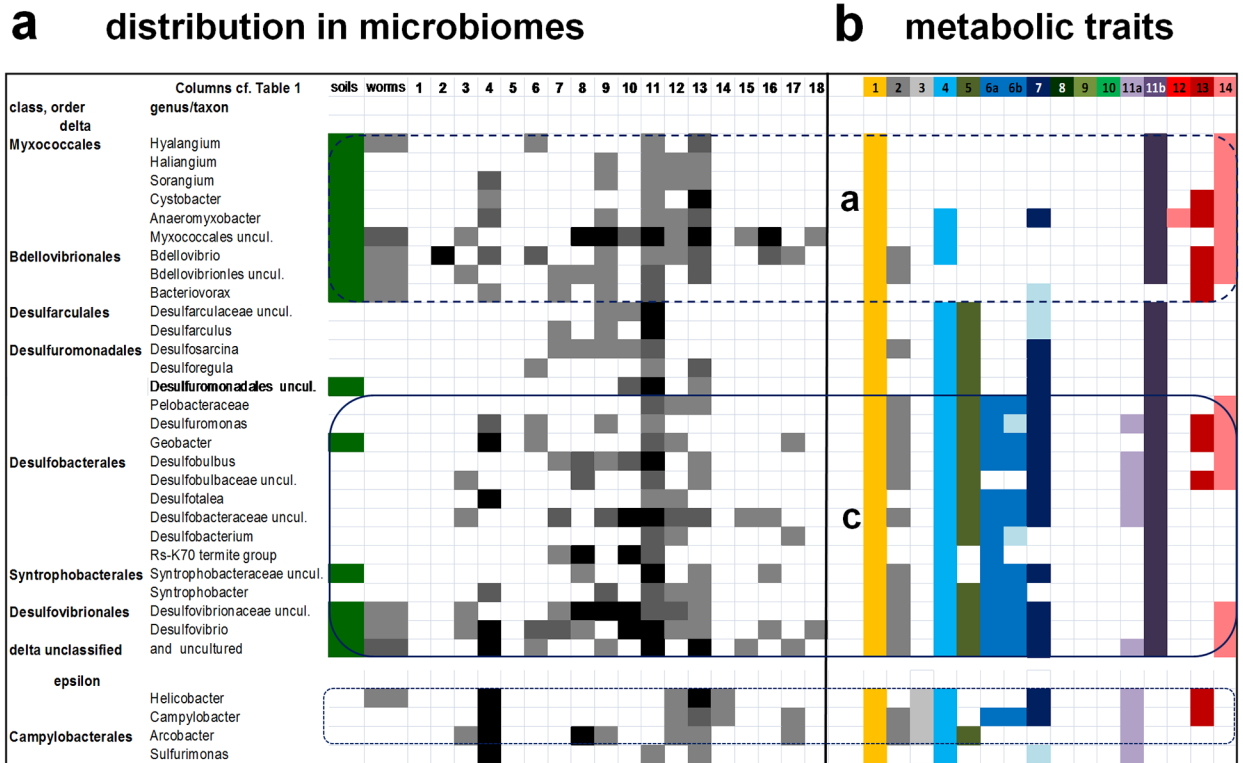 a distribution in microbiomes b metabolic traits
Columns cf. Table 1 soils worms 1 2 3 4 5 6 7 8 9 10 11 12 13 14 15 16 17 18 1 2 3 4 5 6a 6b 7 8 9 10 11a 11b 12 13 14
class, order genus/taxon
delta
Myxococcales Hyalangium
Haliangium
Sorangium
Cystobacter
a
Anaeromyxobacter
Myxococcales uncul.
Bdellovibrionales Bdellovibrio
Bdellovibrionles uncul.
Bacteriovorax
Desulfarculales Desulfarculaceae uncul.
Desulfarculus
Desulfuromonadales Desulfosarcina
Desulforegula
Desulfuromonadales uncul.
Pelobacteraceae
Desulfuromonas
Geobacter
Desulfobacterales Desulfobulbus
Desulfobulbaceae uncul.
Desulfotalea
Desulfobacteraceae uncul. c
Desulfobacterium
Rs-K70 termite group
Syntrophobacterales Syntrophobacteraceae uncul.
Syntrophobacter
Desulfovibrionales Desulfovibrionaceae uncul.
Desulfovibrio
delta unclassified and uncultured
epsilon
Helicobacter
Campylobacter
Campylobacterales Arcobacter
Sulfurimonas